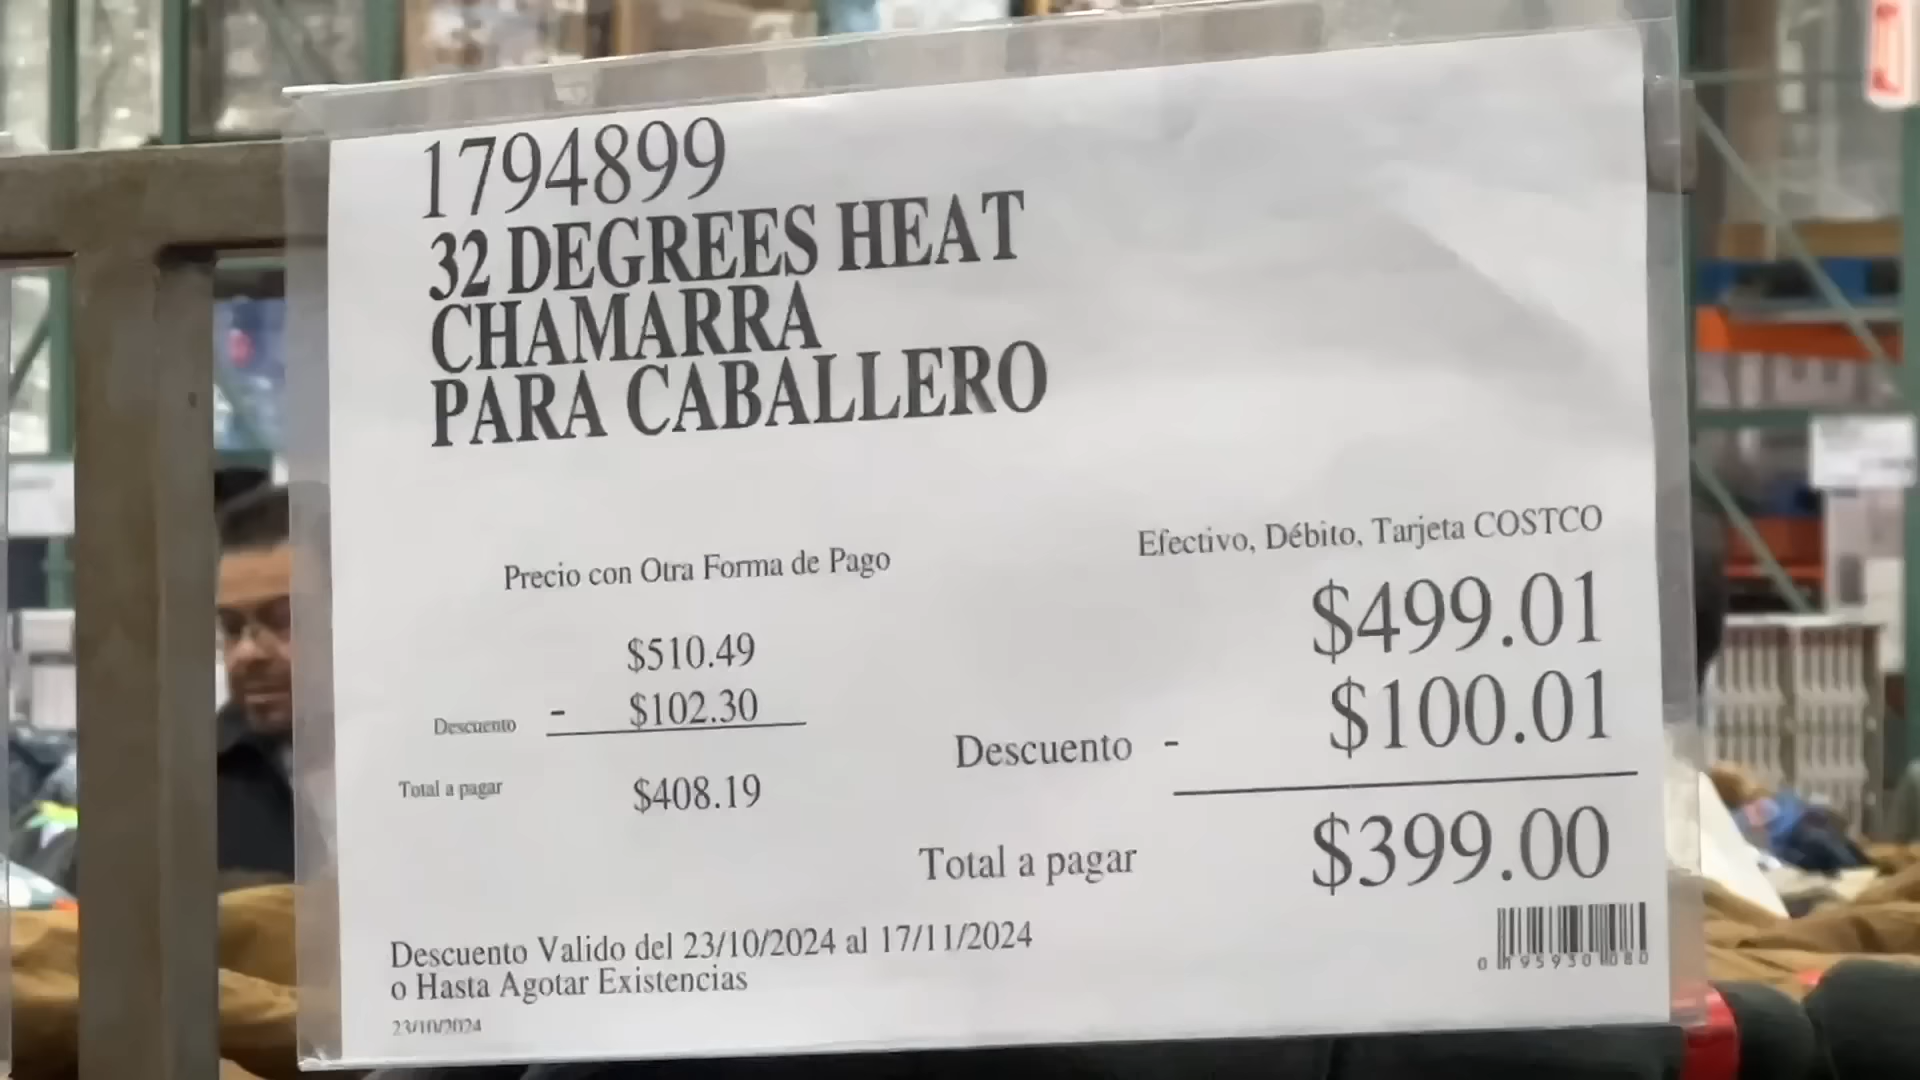 1794899
32 DEGREES HEAT
CHAMARRA
PARA CABALLERO
Precio con Otra Forma de Pago
$510.49
Descuento - $102.30
Total a pagar $408.19
Efectivo, Débito, Tarjeta COSTCO
$499.01
Descuento - $100.01
Total a pagar $399.00
Descuento Valido del 23/10/2024 al 17/11/2024
o Hasta Agotar Existencias
23/10/2024